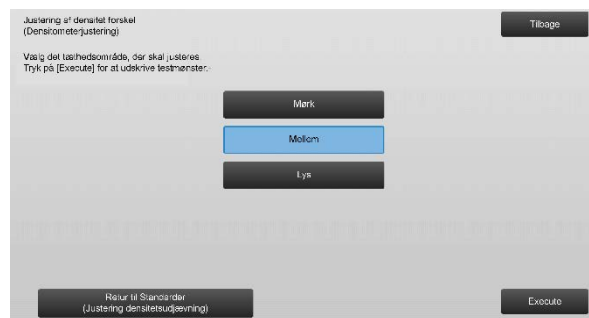 Justering af densitet forskel
(Densitometerjustering)
Tilbage
Vælg det tæthedsområde, der skal justeres
Tryk på [Execute] for at udskrive testmønster.
Mørk
Mellem
Lys
Retur til Standarder
(Justering densitetsudjævning)
Execute